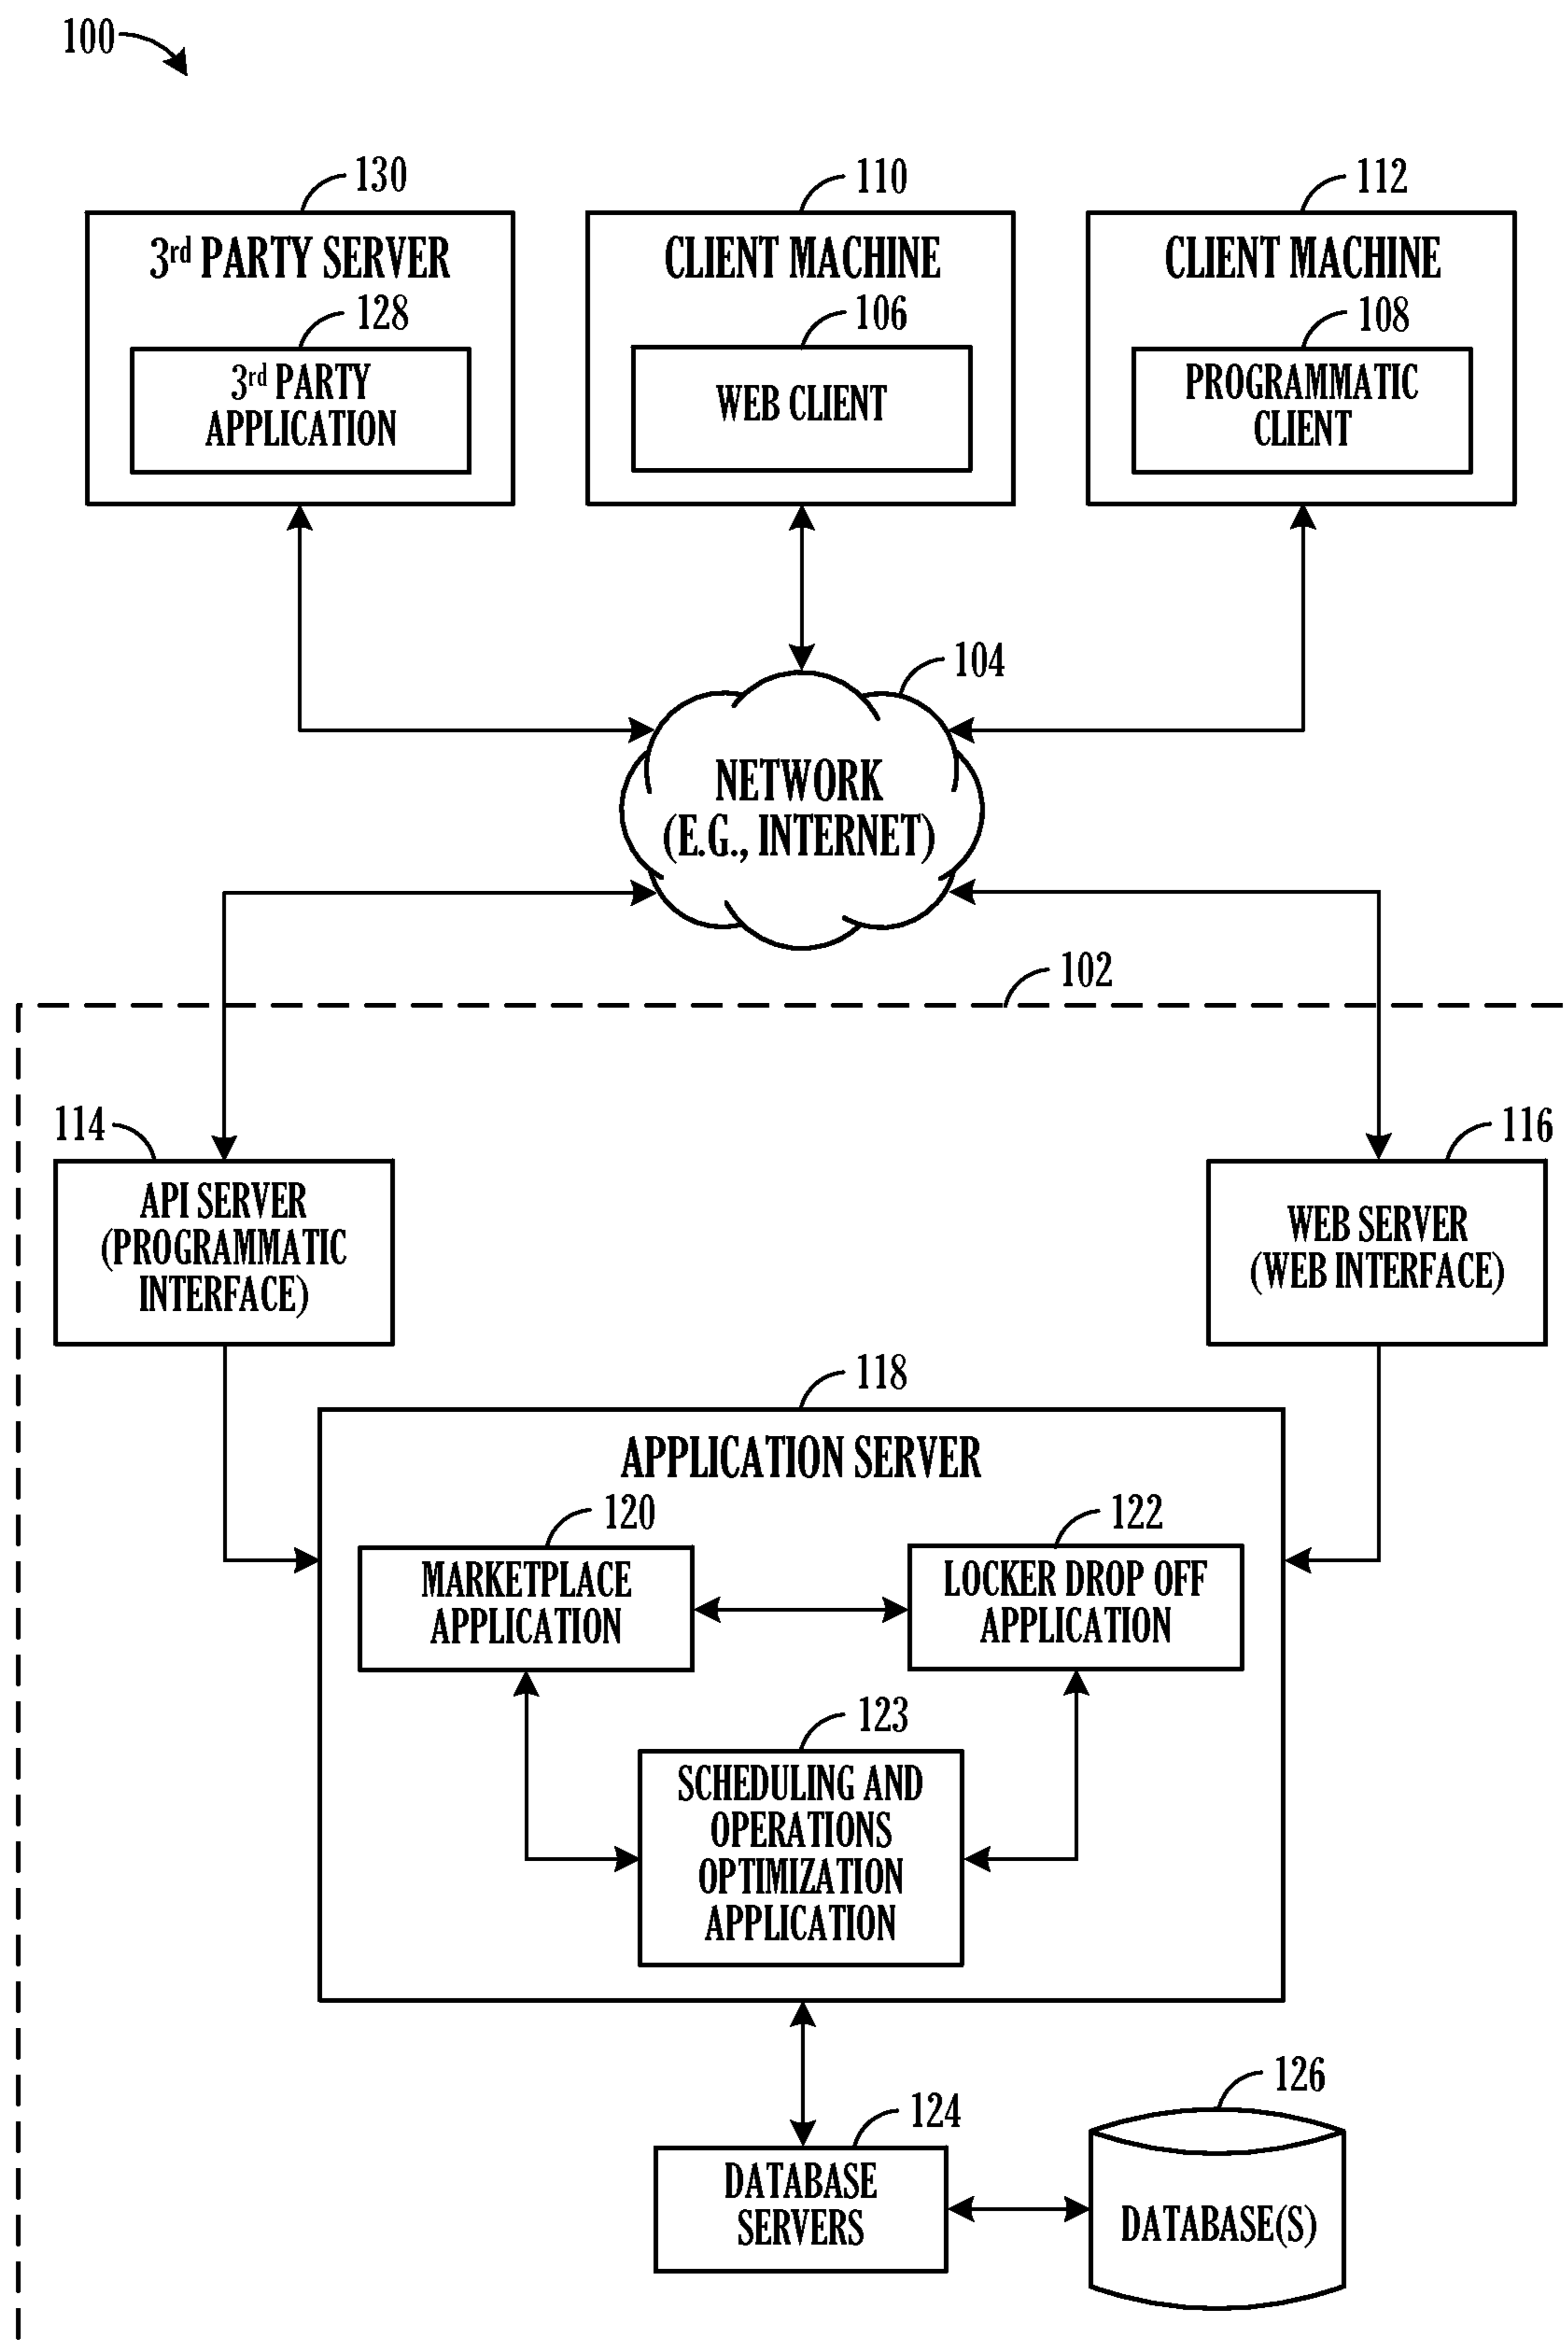 100
130
110
112
3rd PARTY SERVER
CLIENT MACHINE
CLIENT MACHINE
128
106
108
3rd PARTY
APPLICATION
WEB CLIENT
PROGRAMMATIC
CLIENT
104
NETWORK
(E.G., INTERNET)
102
114
116
API SERVER
(PROGRAMMATIC
INTERFACE)
WEB SERVER
(WEB INTERFACE)
118
APPLICATION SERVER
120
122
MARKETPLACE
APPLICATION
LOCKER DROP OFF
APPLICATION
123
SCHEDULING AND
OPERATIONS
OPTIMIZATION
APPLICATION
124
126
DATABASE
SERVERS
DATABASE(S)